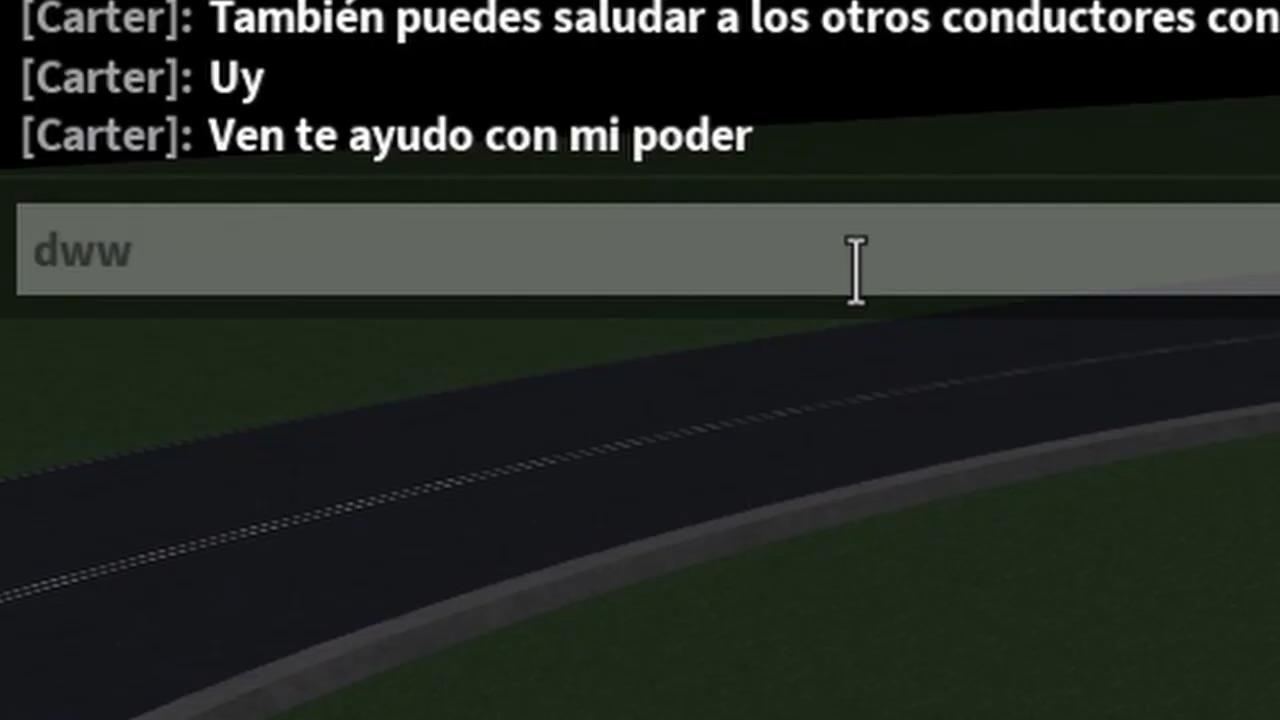 [Carter]: También puedes saludar a los otros conductores con
[Carter]: Uy
[Carter]: Ven te ayudo con mi poder
dww